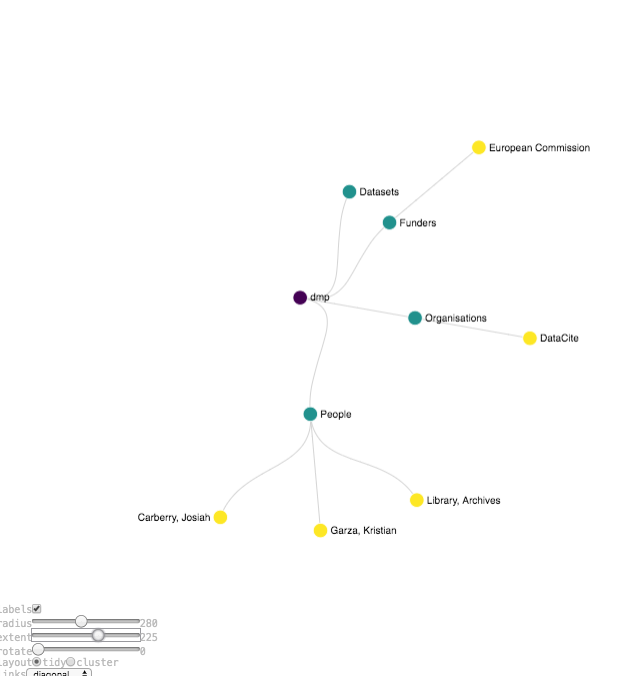 European Commission
Datasets
Funders
dmp
Organisations
DataCite
People
Library, Archives
Carberry, Josiah
Garza, Kristian
labels
radius 280
extent 225
rotate 0
layout tidy cluster
links diagonal